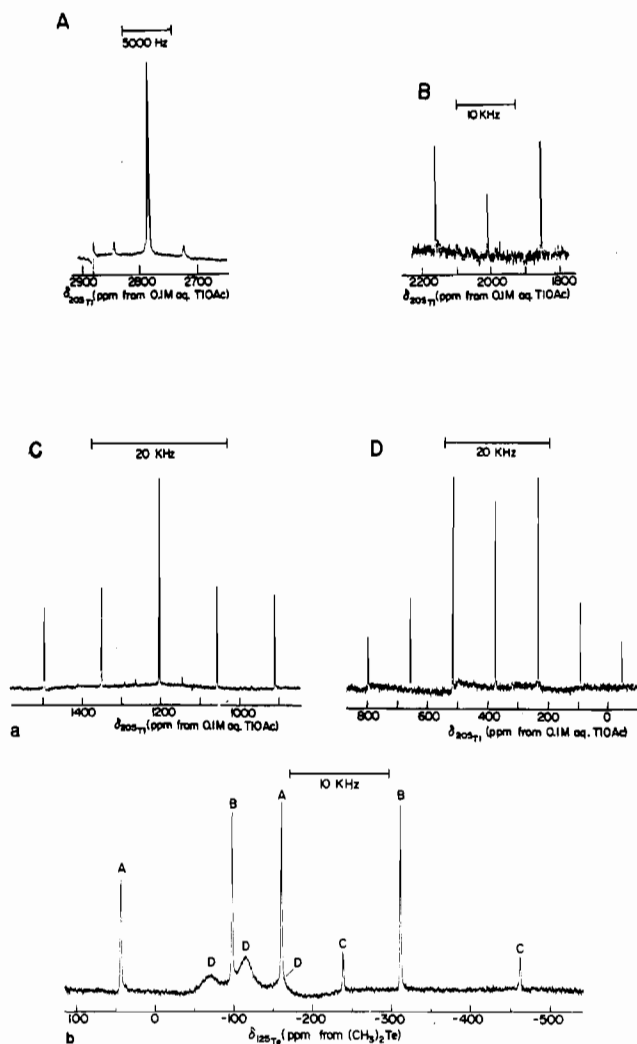 A
5000 Hz
2900 2800 2700
δ205Tl (ppm from 0.1M aq. TlOAc)
B
10 KHz
2200 2000 1800
δ205Tl (ppm from 0.1M aq. TlOAc)
C
20 KHz
1400 1200 1000
δ205Tl (ppm from 0.1M aq. TlOAc)
a
D
20 KHz
800 600 400 200 0
δ205Tl (ppm from 0.1M aq. TlOAc)
10 KHz
A B A B
D D D C C
100 0 -100 -200 -300 -400 -500
δ125Te (ppm from (CH3)2Te)
b